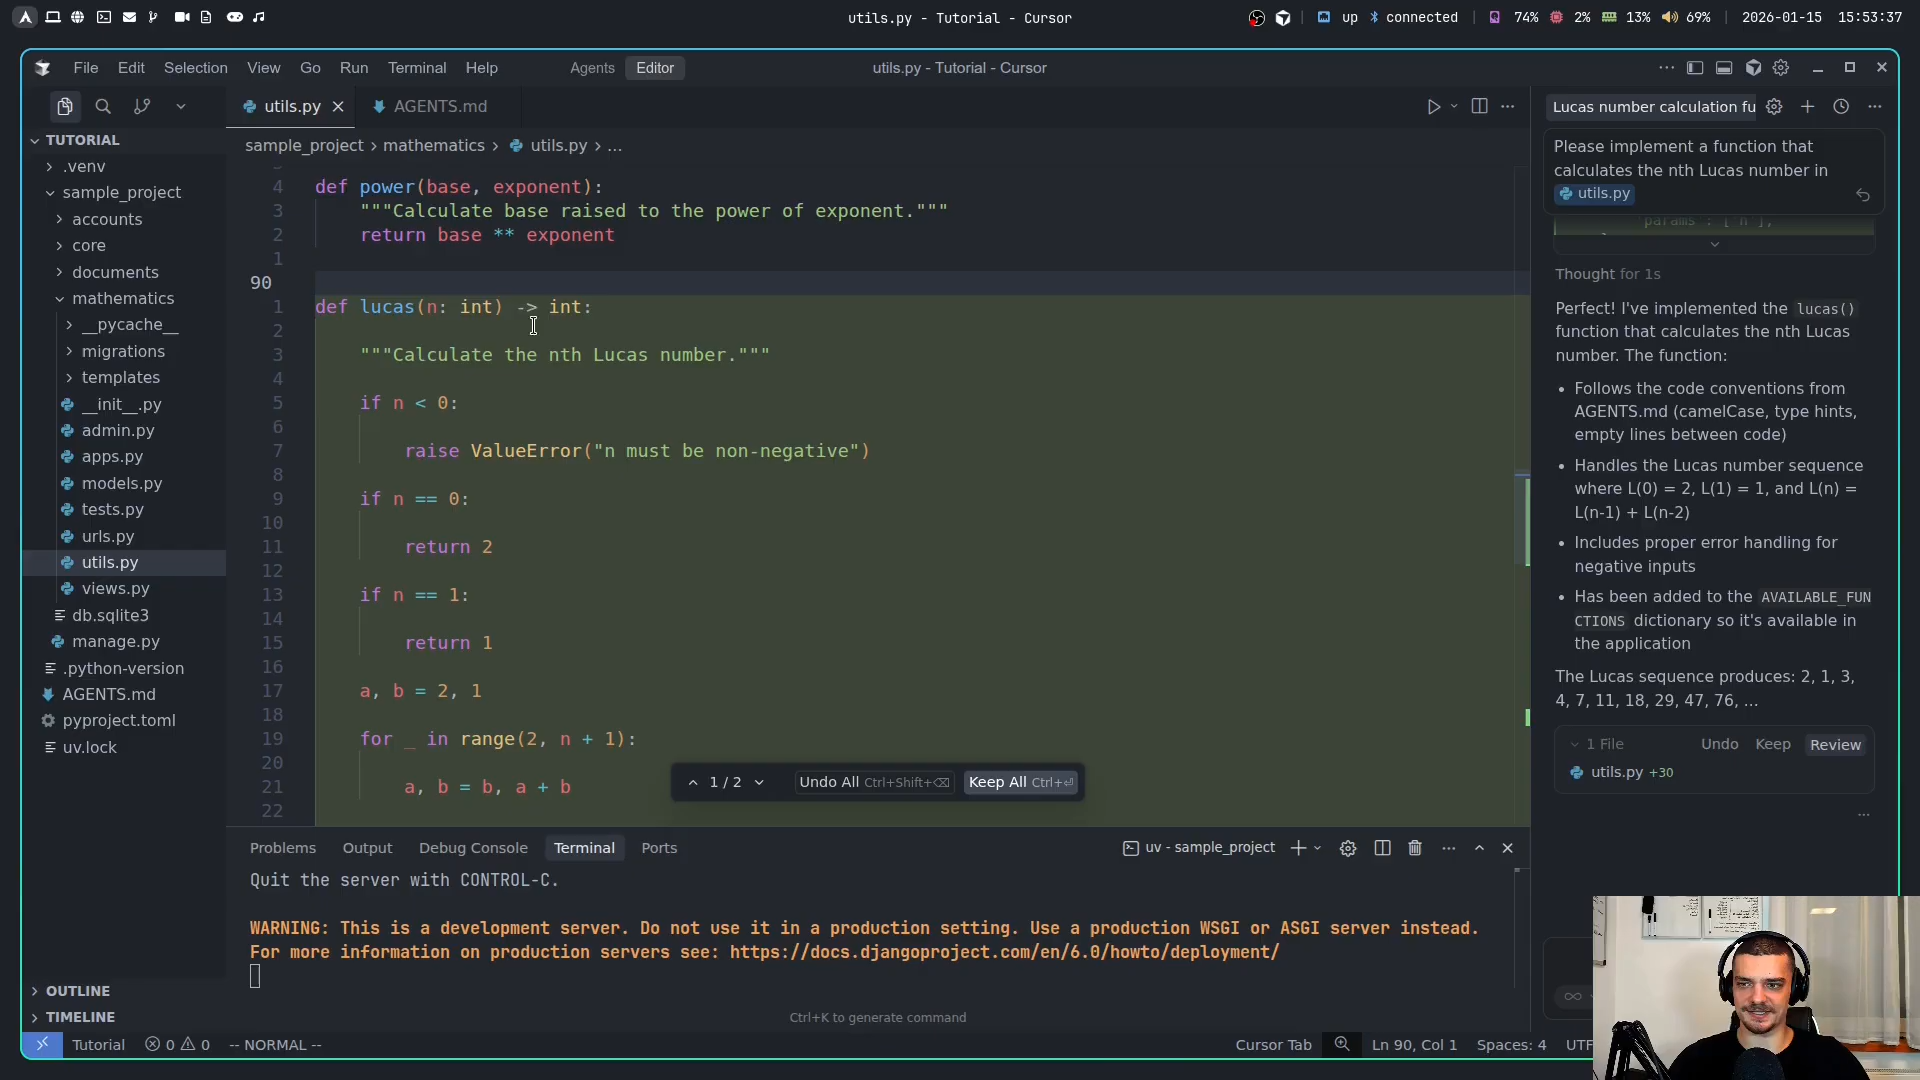 utils.py - Tutorial - Cursor
up connected 74% 2% 13% 69% 2026-01-15 15:53:37
File Edit Selection View Go Run Terminal Help Agents Editor utils.py - Tutorial - Cursor
utils.py AGENTS.md
TUTORIAL
.venv
sample_project
accounts
core
documents
mathematics
__pycache__
migrations
templates
__init__.py
admin.py
apps.py
models.py
tests.py
urls.py
utils.py
views.py
db.sqlite3
manage.py
.python-version
AGENTS.md
pyproject.toml
uv.lock
OUTLINE
TIMELINE
sample_project > mathematics > utils.py > ...
4 def power(base, exponent):
3 """Calculate base raised to the power of exponent."""
2 return base ** exponent
1
90
1 def lucas(n: int) -> int:
2
3 """Calculate the nth Lucas number."""
4
5 if n < 0:
6
7 raise ValueError("n must be non-negative")
8
9 if n == 0:
10
11 return 2
12
13 if n == 1:
14
15 return 1
16
17 a, b = 2, 1
18
19 for _ in range(2, n + 1):
20
21 a, b = b, a + b
22
1 / 2 Undo All Ctrl+Shift+⌫ Keep All Ctrl+⏎
Problems Output Debug Console Terminal Ports
uv - sample_project
Quit the server with CONTROL-C.
WARNING: This is a development server. Do not use it in a production setting. Use a production WSGI or ASGI server instead.
For more information on production servers see: https://docs.djangoproject.com/en/6.0/howto/deployment/
Ctrl+K to generate command
Lucas number calculation fu
Please implement a function that
calculates the nth Lucas number in
utils.py
'params': ['n'],
Thought for 1s
Perfect! I've implemented the lucas()
function that calculates the nth Lucas
number. The function:
• Follows the code conventions from
AGENTS.md (camelCase, type hints,
empty lines between code)
• Handles the Lucas number sequence
where L(0) = 2, L(1) = 1, and L(n) =
L(n-1) + L(n-2)
• Includes proper error handling for
negative inputs
• Has been added to the AVAILABLE_FUN
CTIONS dictionary so it's available in
the application
The Lucas sequence produces: 2, 1, 3,
4, 7, 11, 18, 29, 47, 76, ...
1 File Undo Keep Review
utils.py +30
Tutorial 0 0 -- NORMAL -- Cursor Tab Ln 90, Col 1 Spaces: 4 UTF